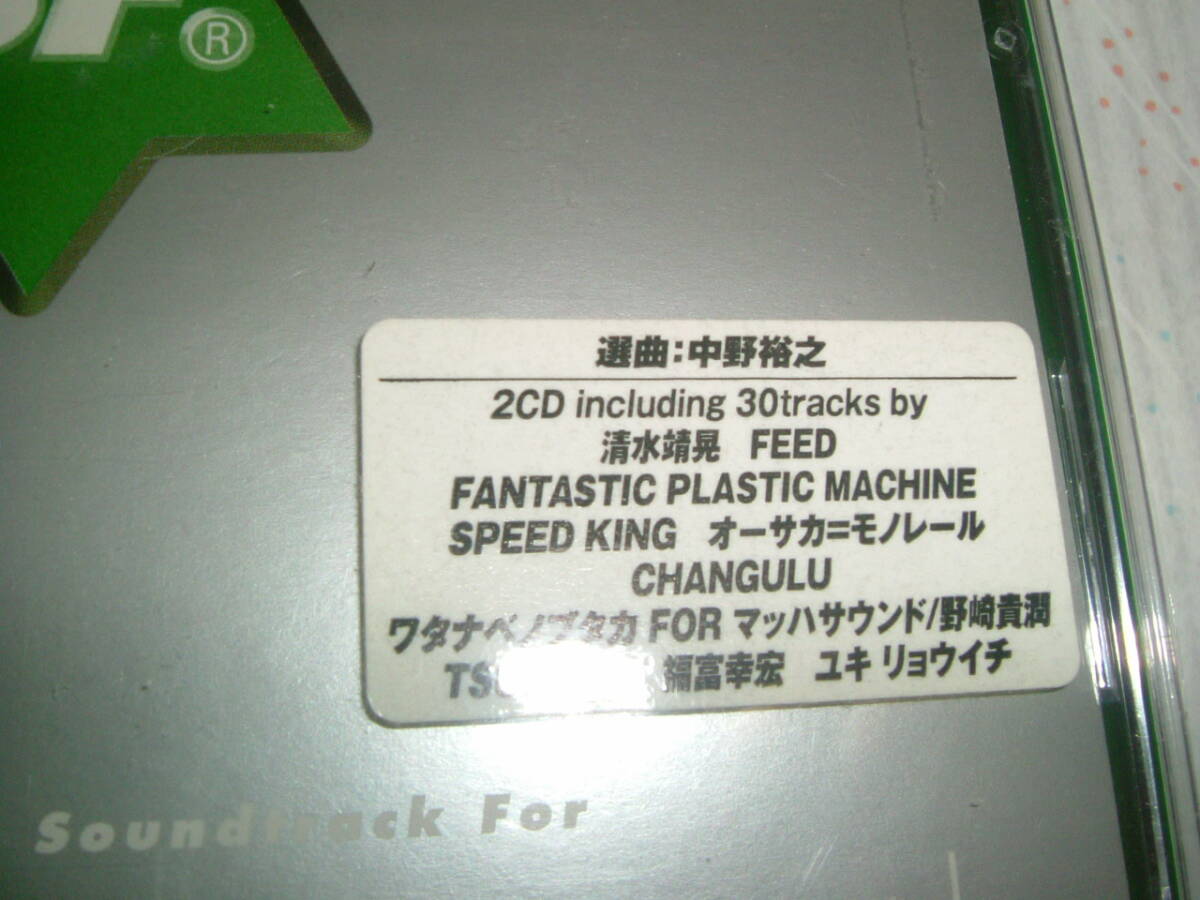 ®
選曲:中野裕之
2CD including 30tracks by
清水靖晃 FEED
FANTASTIC PLASTIC MACHINE
SPEED KING オーサカ=モノレール
CHANGULU
ワタナベノブタカ FOR マッハサウンド/野崎貴潤
福富幸宏 ユキ リョウイチ
Soundtrack For